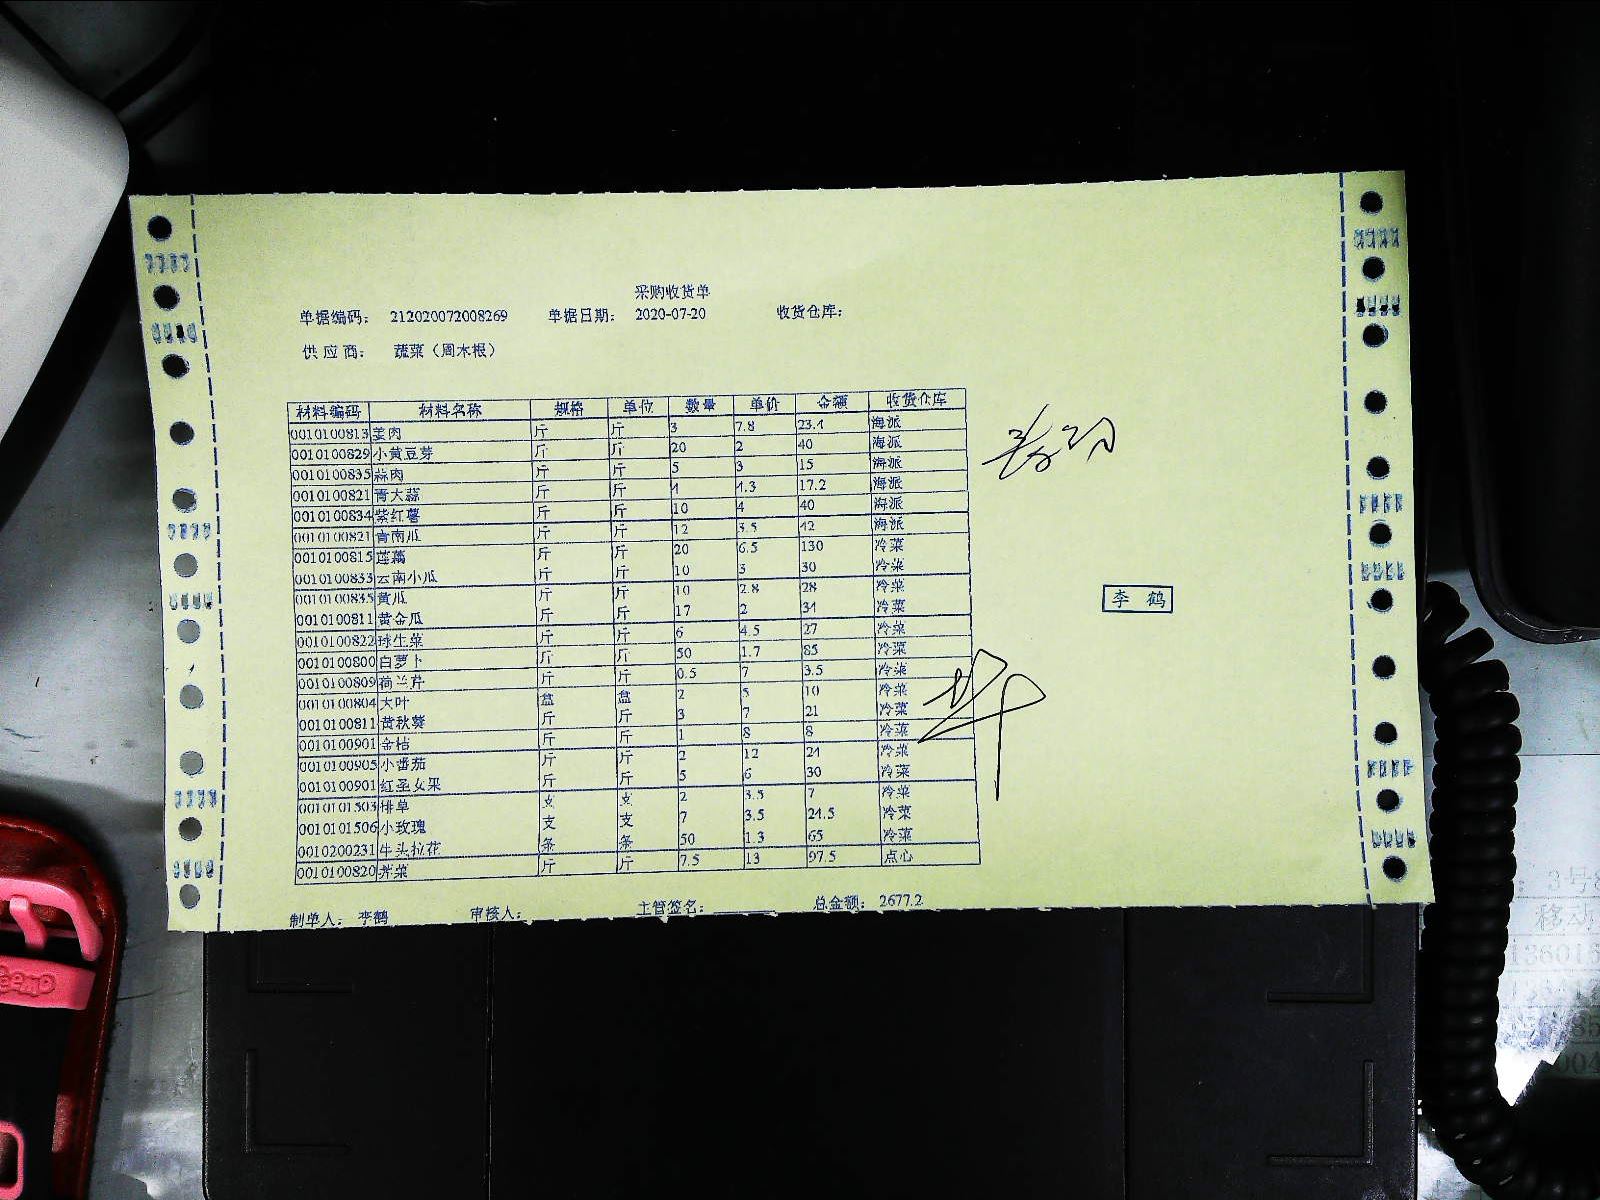 采购收货单
单据编码： 212020072008269 单据日期： 2020-07-20 收货仓库：
供 应 商： 蔬菜（周木根）
材料编码 材料名称 规格 单位 数量 单价 金额 收货仓库
0010100813 姜肉 斤 斤 3 7.8 23.4 海派
0010100829 小黄豆芽 斤 斤 20 2 40 海派
0010100835 蒜肉 斤 斤 5 3 15 海派
0010100821 青大蒜 斤 斤 4 4.3 17.2 海派
0010100834 紫红薯 斤 斤 10 4 40 海派
0010100821 青南瓜 斤 斤 12 3.5 42 海派
0010100815 莲藕 斤 斤 20 6.5 130 冷菜
0010100833 云南小瓜 斤 斤 10 3 30 冷菜
0010100835 黄瓜 斤 斤 10 2.8 28 冷菜
0010100811 黄金瓜 斤 斤 17 2 34 冷菜
0010100822 球生菜 斤 斤 6 4.5 27 冷菜
0010100800 白萝卜 斤 斤 50 1.7 85 冷菜
0010100809 荷兰芹 斤 斤 0.5 7 3.5 冷菜
0010100804 大叶 盒 盒 2 5 10 冷菜
0010100811 黄秋葵 斤 斤 3 7 21 冷菜
0010100901 金桔 斤 斤 1 8 8 冷菜
0010100905 小番茄 斤 斤 2 12 24 冷菜
0010100901 红圣女果 斤 斤 5 6 30 冷菜
0010101503 排草 支 支 2 3.5 7 冷菜
0010101506 小玫瑰 支 支 7 3.5 24.5 冷菜
0010200231 牛头拉花 条 条 50 1.3 65 冷菜
0010100820 荠菜 斤 斤 7.5 13 97.5 点心
李 鹤
制单人： 李鹤 审核人： 主管签名： 总金额： 2677.2
3号
移动